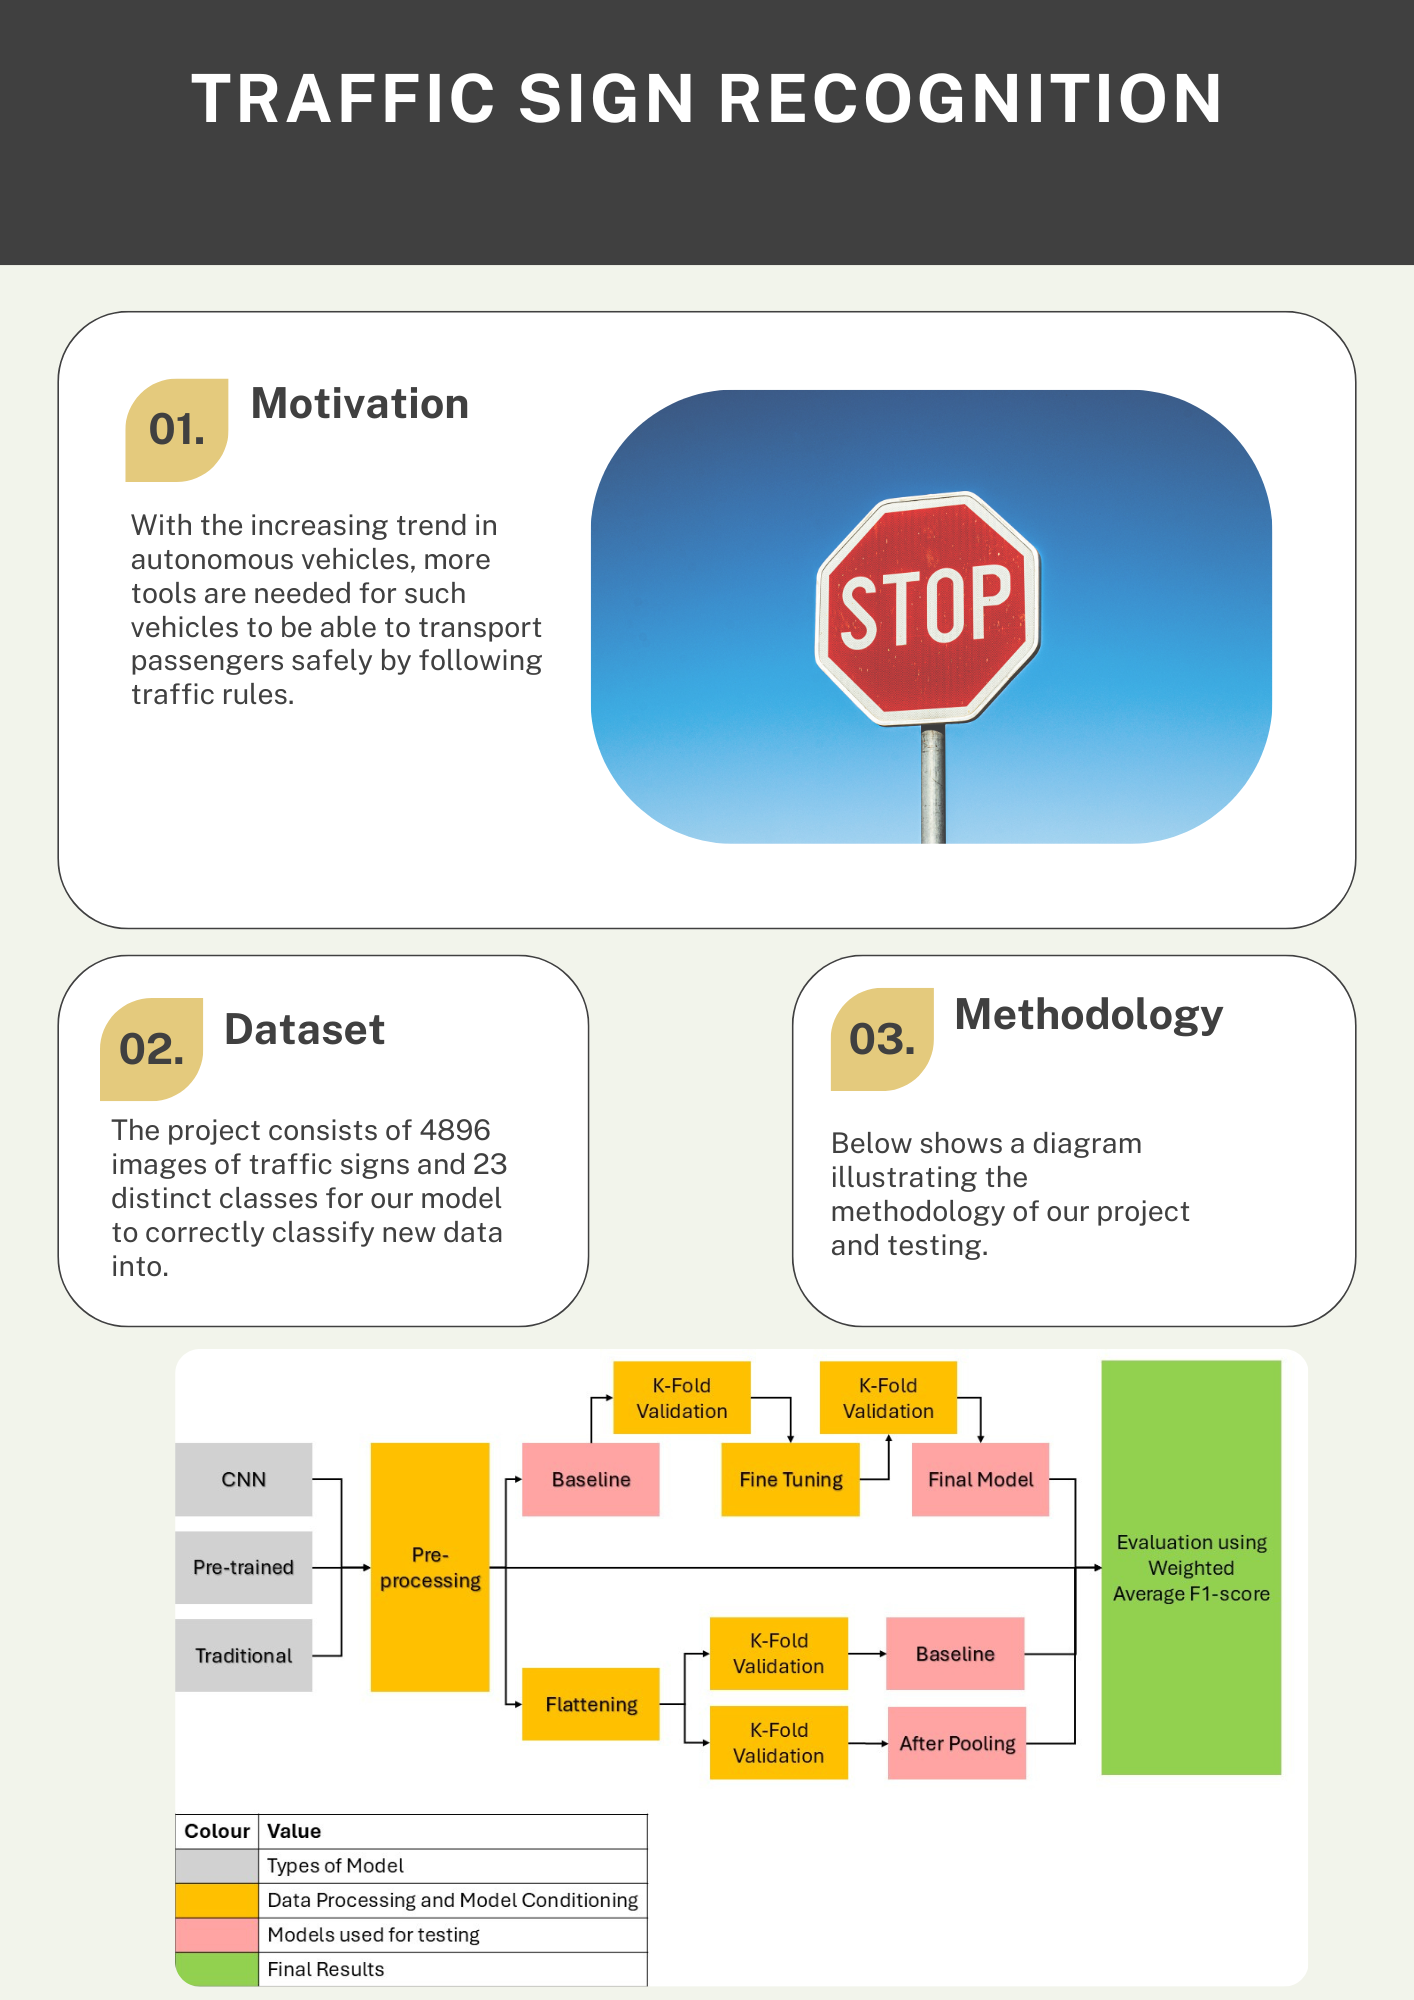 TRAFFIC SIGN RECOGNITION
01.
Motivation
With the increasing trend in
autonomous vehicles, more
tools are needed for such
vehicles to be able to transport
passengers safely by following
traffic rules.
STOP
02.
Dataset
The project consists of 4896
images of traffic signs and 23
distinct classes for our model
to correctly classify new data
into.
03.
Methodology
Below shows a diagram
illustrating the
methodology of our project
and testing.
CNN
Pre-trained
Traditional
Pre-
processing
Baseline
K-Fold
Validation
Fine Tuning
K-Fold
Validation
Final Model
Flattening
K-Fold
Validation
Baseline
K-Fold
Validation
After Pooling
Evaluation using
Weighted
Average F1-score
Colour Value
Types of Model
Data Processing and Model Conditioning
Models used for testing
Final Results